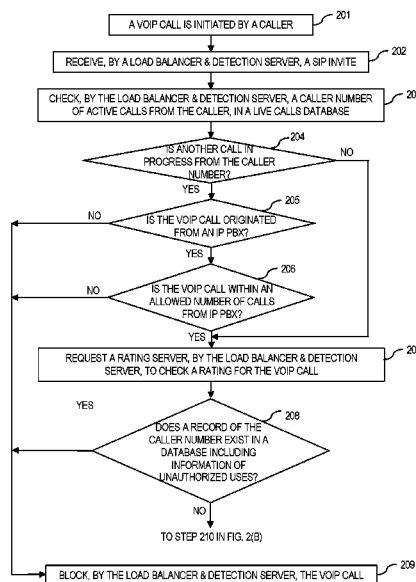 201
A VOIP CALL IS INITIATED BY A CALLER
202
RECEIVE, BY A LOAD BALANCER & DETECTION SERVER, A SIP INVITE
20
CHECK, BY THE LOAD BALANCER & DETECTION SERVER, A CALLER NUMBER
OF ACTIVE CALLS FROM THE CALLER, IN A LIVE CALLS DATABASE
204
IS ANOTHER CALL IN
PROGRESS FROM THE CALLER
NUMBER?
NO
YES
205
NO
IS THE VOIP CALL ORIGINATED
FROM AN IP PBX?
YES
206
NO
IS THE VOIP CALL WITHIN AN
ALLOWED NUMBER OF CALLS
FROM IP PBX?
YES
20
REQUEST A RATING SERVER, BY THE LOAD BALANCER & DETECTION
SERVER, TO CHECK A RATING FOR THE VOIP CALL
YES
208
DOES A RECORD OF THE
CALLER NUMBER EXIST IN A
DATABASE INCLUDING
INFORMATION OF
UNAUTHORIZED USES?
NO
TO STEP 210 IN FIG. 2(B)
209
BLOCK, BY THE LOAD BALANCER & DETECTION SERVER, THE VOIP CALL